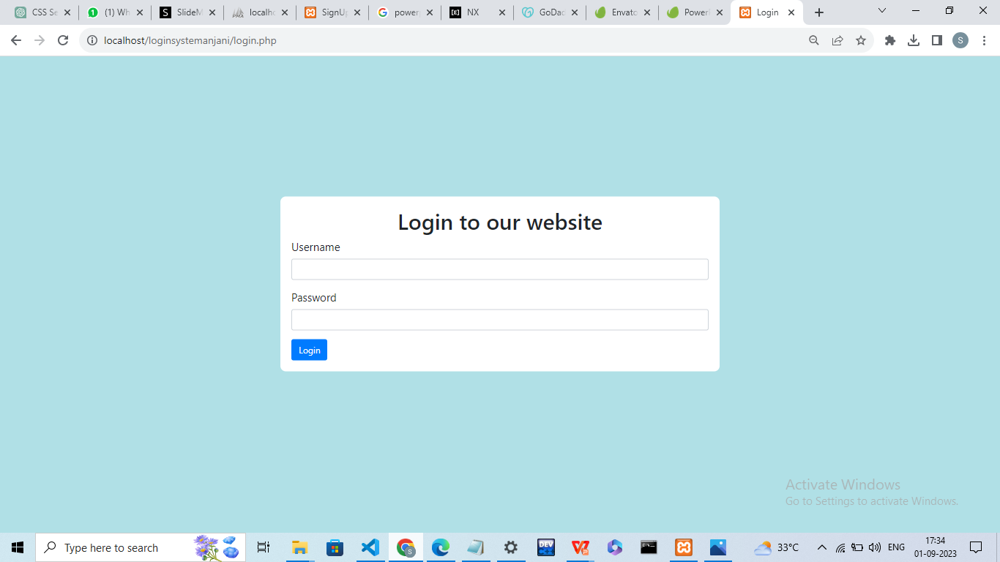 CSS Se
(1) Wh
SlideM
localho
SignUp
power
NX
GoDad
Envato
Power
Login
localhost/loginsystemanjani/login.php
S
Login to our website
Username
Password
Login
Activate Windows
Go to Settings to activate Windows.
Type here to search
DEV
33°C
ENG
17:34
01-09-2023